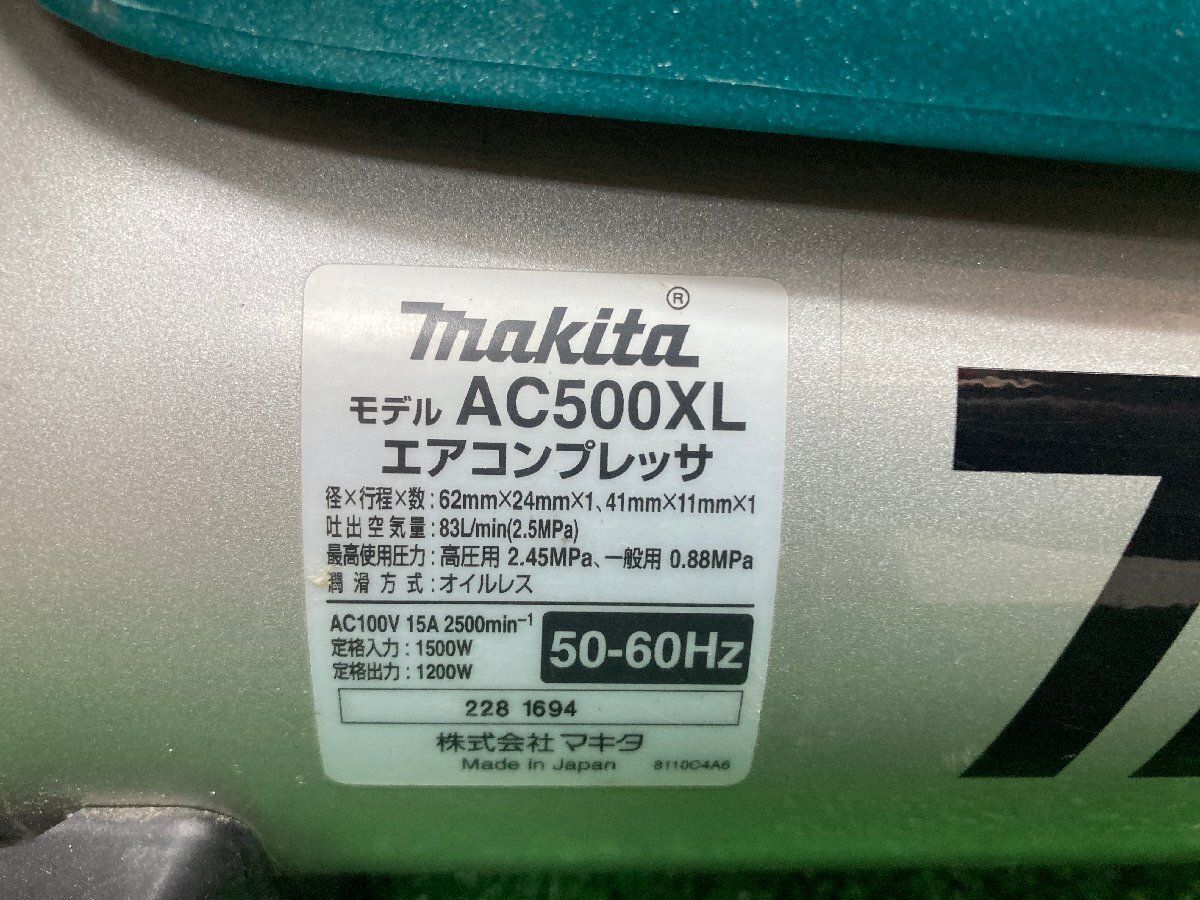 makita®
モデル AC500XL
エアコンプレッサ
径×行程×数:62mm×24mm×1、41mm×11mm×1
吐出空気量:83L/min(2.5MPa)
最高使用圧力:高圧用 2.45MPa、一般用 0.88MPa
潤滑方式:オイルレス
AC100V 15A 2500min⁻¹
定格入力:1500W
定格出力:1200W
50-60Hz
228 1694
株式会社 マキタ
Made in Japan 8110C4A6
7